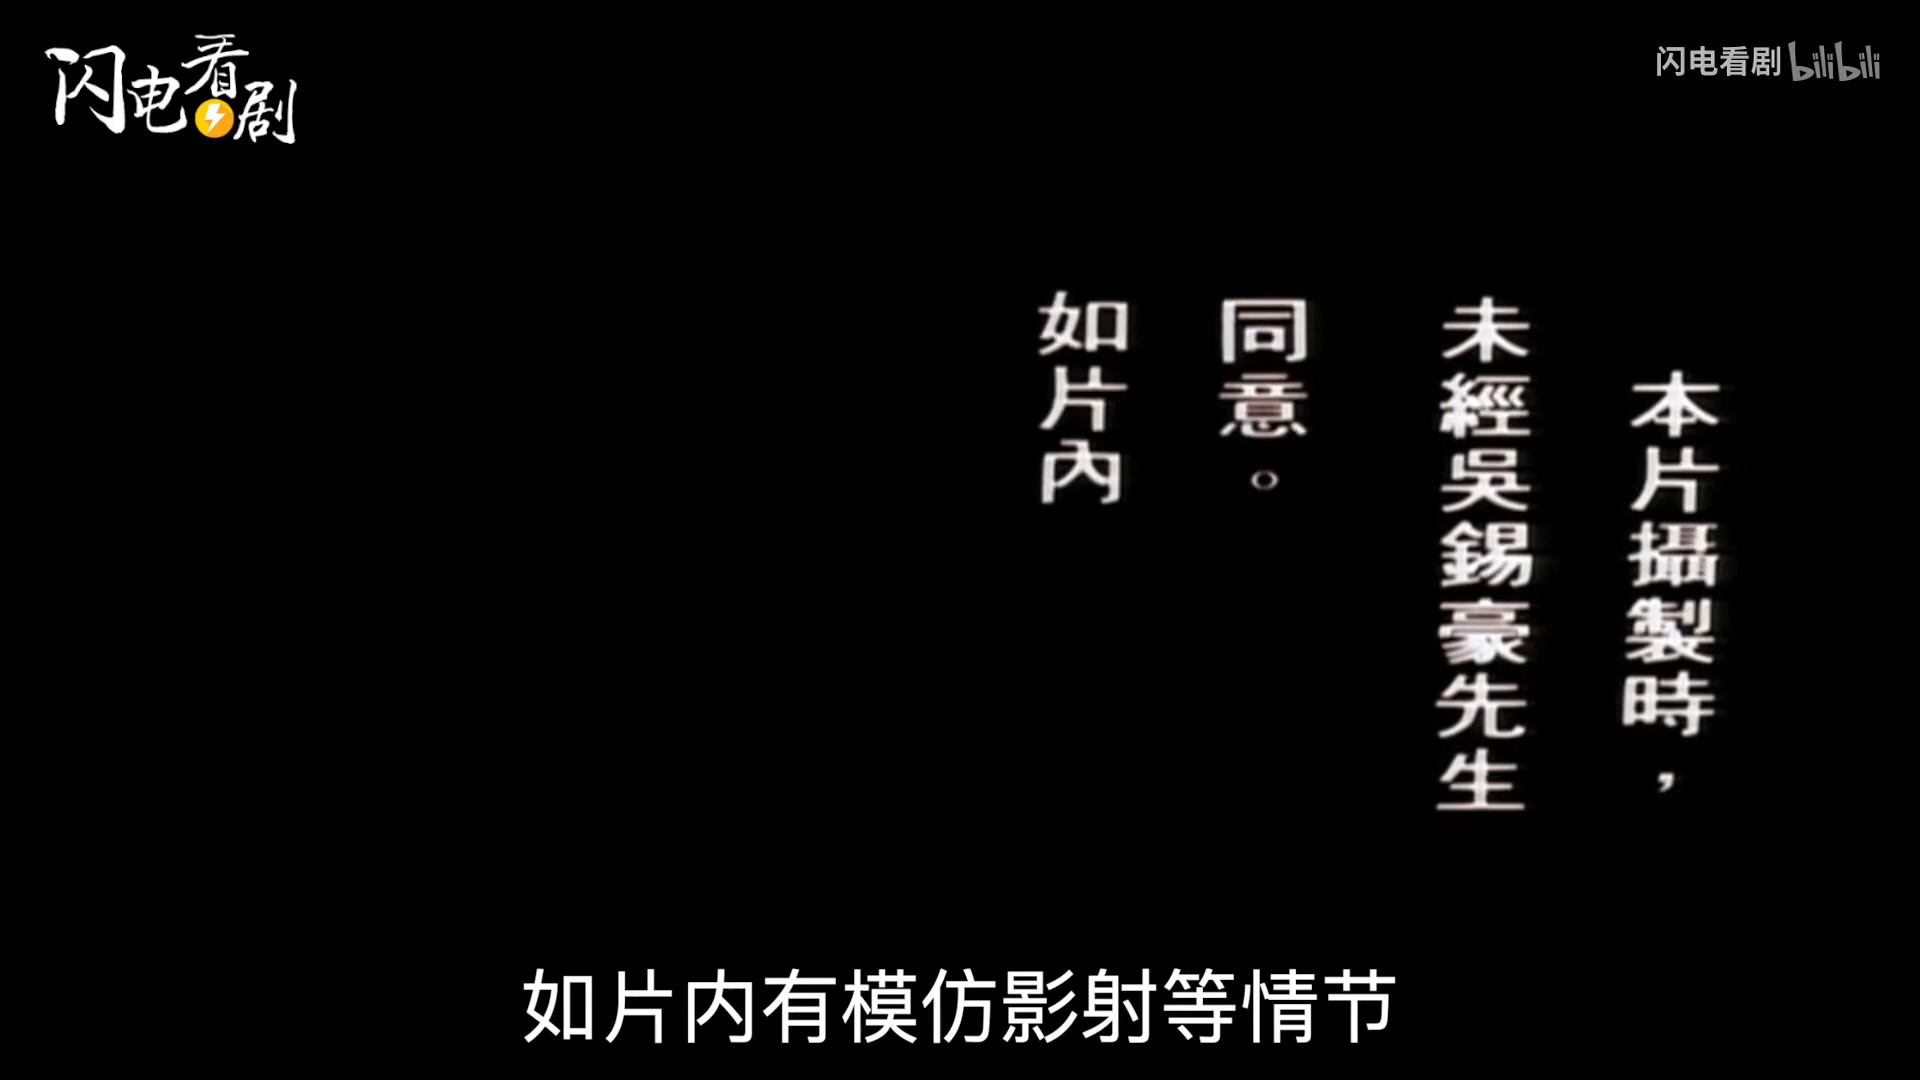 闪电看剧
闪电看剧 bilibili
本片攝製時，
未經吳錫豪先生
同意。
如片內
如片内有模仿影射等情节